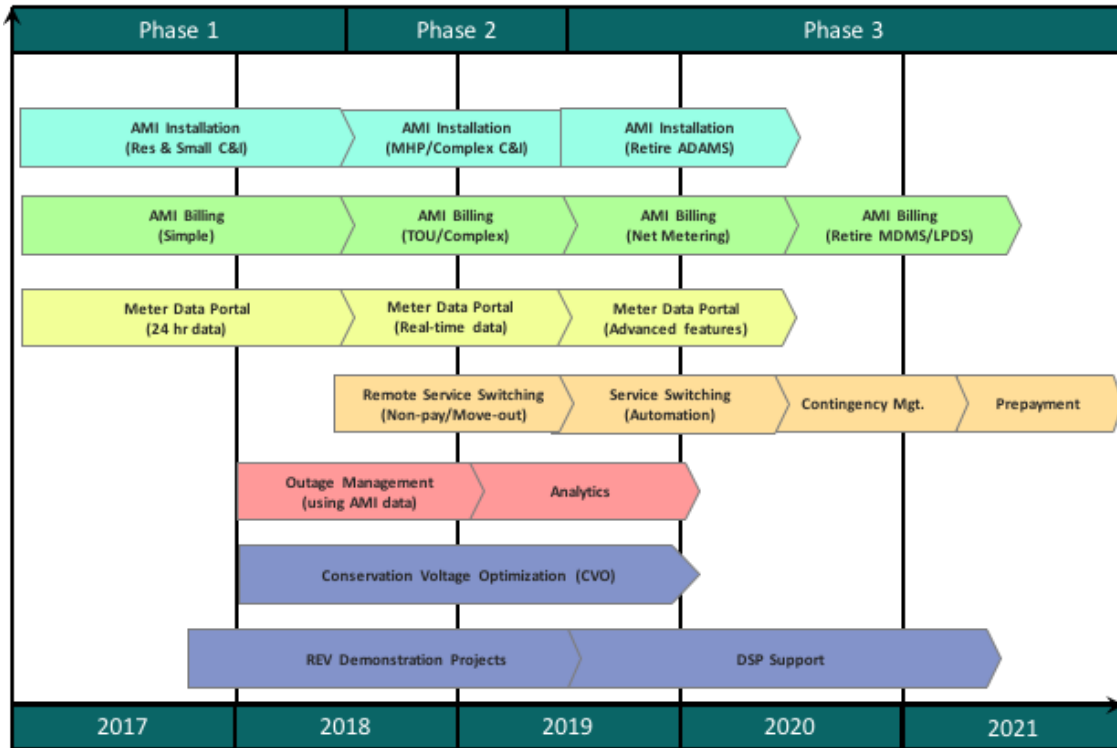 Phase 1
Phase 2
Phase 3
AMI Installation
(Res & Small C&I)
AMI Installation
(MHP/Complex C&I)
AMI Installation
(Retire ADAMS)
AMI Billing
(Simple)
AMI Billing
(TOU/Complex)
AMI Billing
(Net Metering)
AMI Billing
(Retire MDMS/LPDS)
Meter Data Portal
(24 hr data)
Meter Data Portal
(Real-time data)
Meter Data Portal
(Advanced features)
Remote Service Switching
(Non-pay/Move-out)
Service Switching
(Automation)
Contingency Mgt.
Prepayment
Outage Management
(using AMI data)
Analytics
Conservation Voltage Optimization (CVO)
REV Demonstration Projects
DSP Support
2017
2018
2019
2020
2021